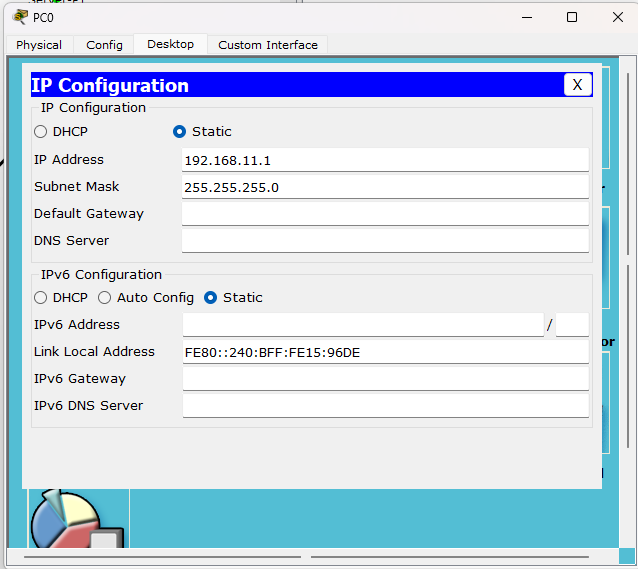 PC0
Physical Config Desktop Custom Interface
IP Configuration X
IP Configuration
DHCP Static
IP Address 192.168.11.1
Subnet Mask 255.255.255.0
Default Gateway
DNS Server
IPv6 Configuration
DHCP Auto Config Static
IPv6 Address /
Link Local Address FE80::240:BFF:FE15:96DE
IPv6 Gateway
IPv6 DNS Server
or